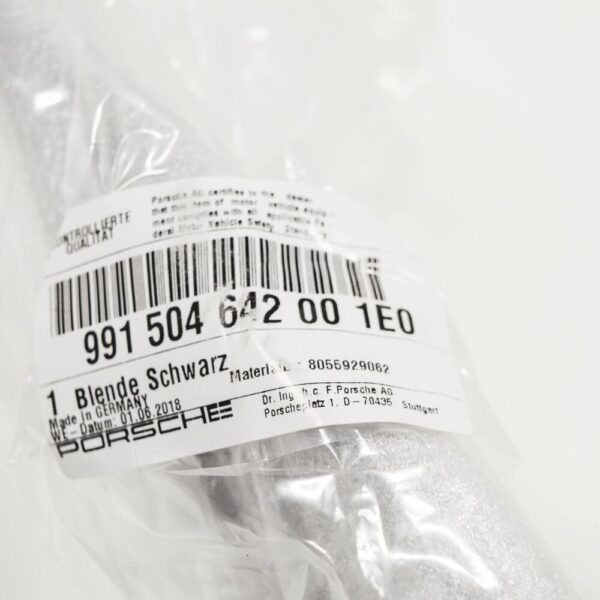 KONTROLLIERTE
QUALITÄT
Porsche AG certifies to the dealer
that this item of motor vehicle equip-
ment complies with all applicable Fe-
deral Motor Vehicle Safety
991 504 642 00 1E0
1 Blende Schwarz
Material : 8055929062
Made in GERMANY
WE-Datum: 01.06.2018
PORSCHE
Dr. Ing. h. c. F. Porsche AG
Porscheplatz 1, D-70435 Stuttgart